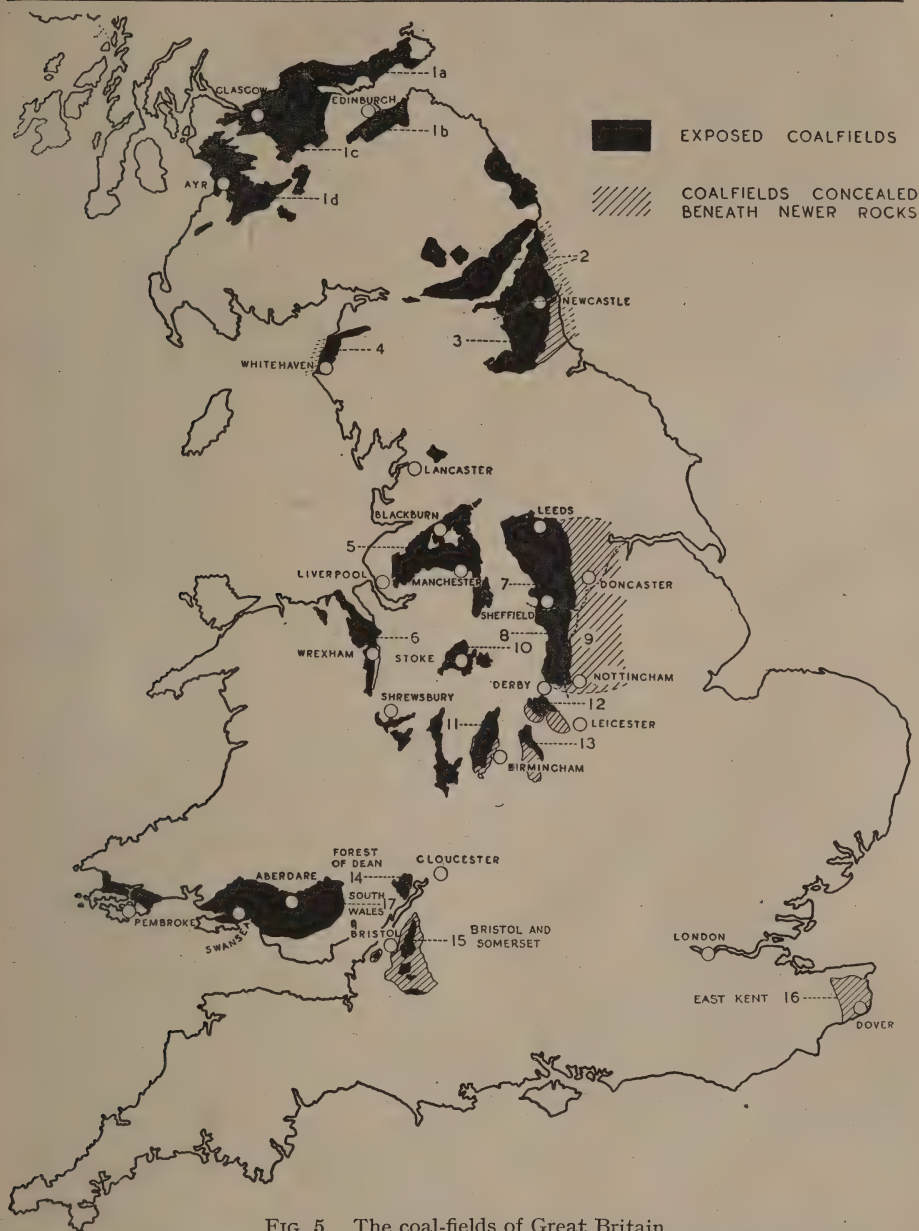 GLASGOW
1a
EDINBURGH
1b
1c
AYR
1d
EXPOSED COALFIELDS
COALFIELDS CONCEALED
BENEATH NEWER ROCKS
2
NEWCASTLE
3
4
WHITEHAVEN
LANCASTER
BLACKBURN
LEEDS
5
LIVERPOOL
MANCHESTER
7
DONCASTER
SHEFFIELD
6
8
10
9
WREXHAM
STOKE
DERBY
NOTTINGHAM
SHREWSBURY
12
11
LEICESTER
13
BIRMINCHAM
FOREST
OF DEAN
14
GLOUCESTER
ABERDARE
SOUTH
WALES
17
PEMBROKE
SWANSEA
BRISTOL
15
BRISTOL AND
SOMERSET
LONDON
EAST KENT 16
DOVER
FIG. 5. The coal-fields of Great Britain